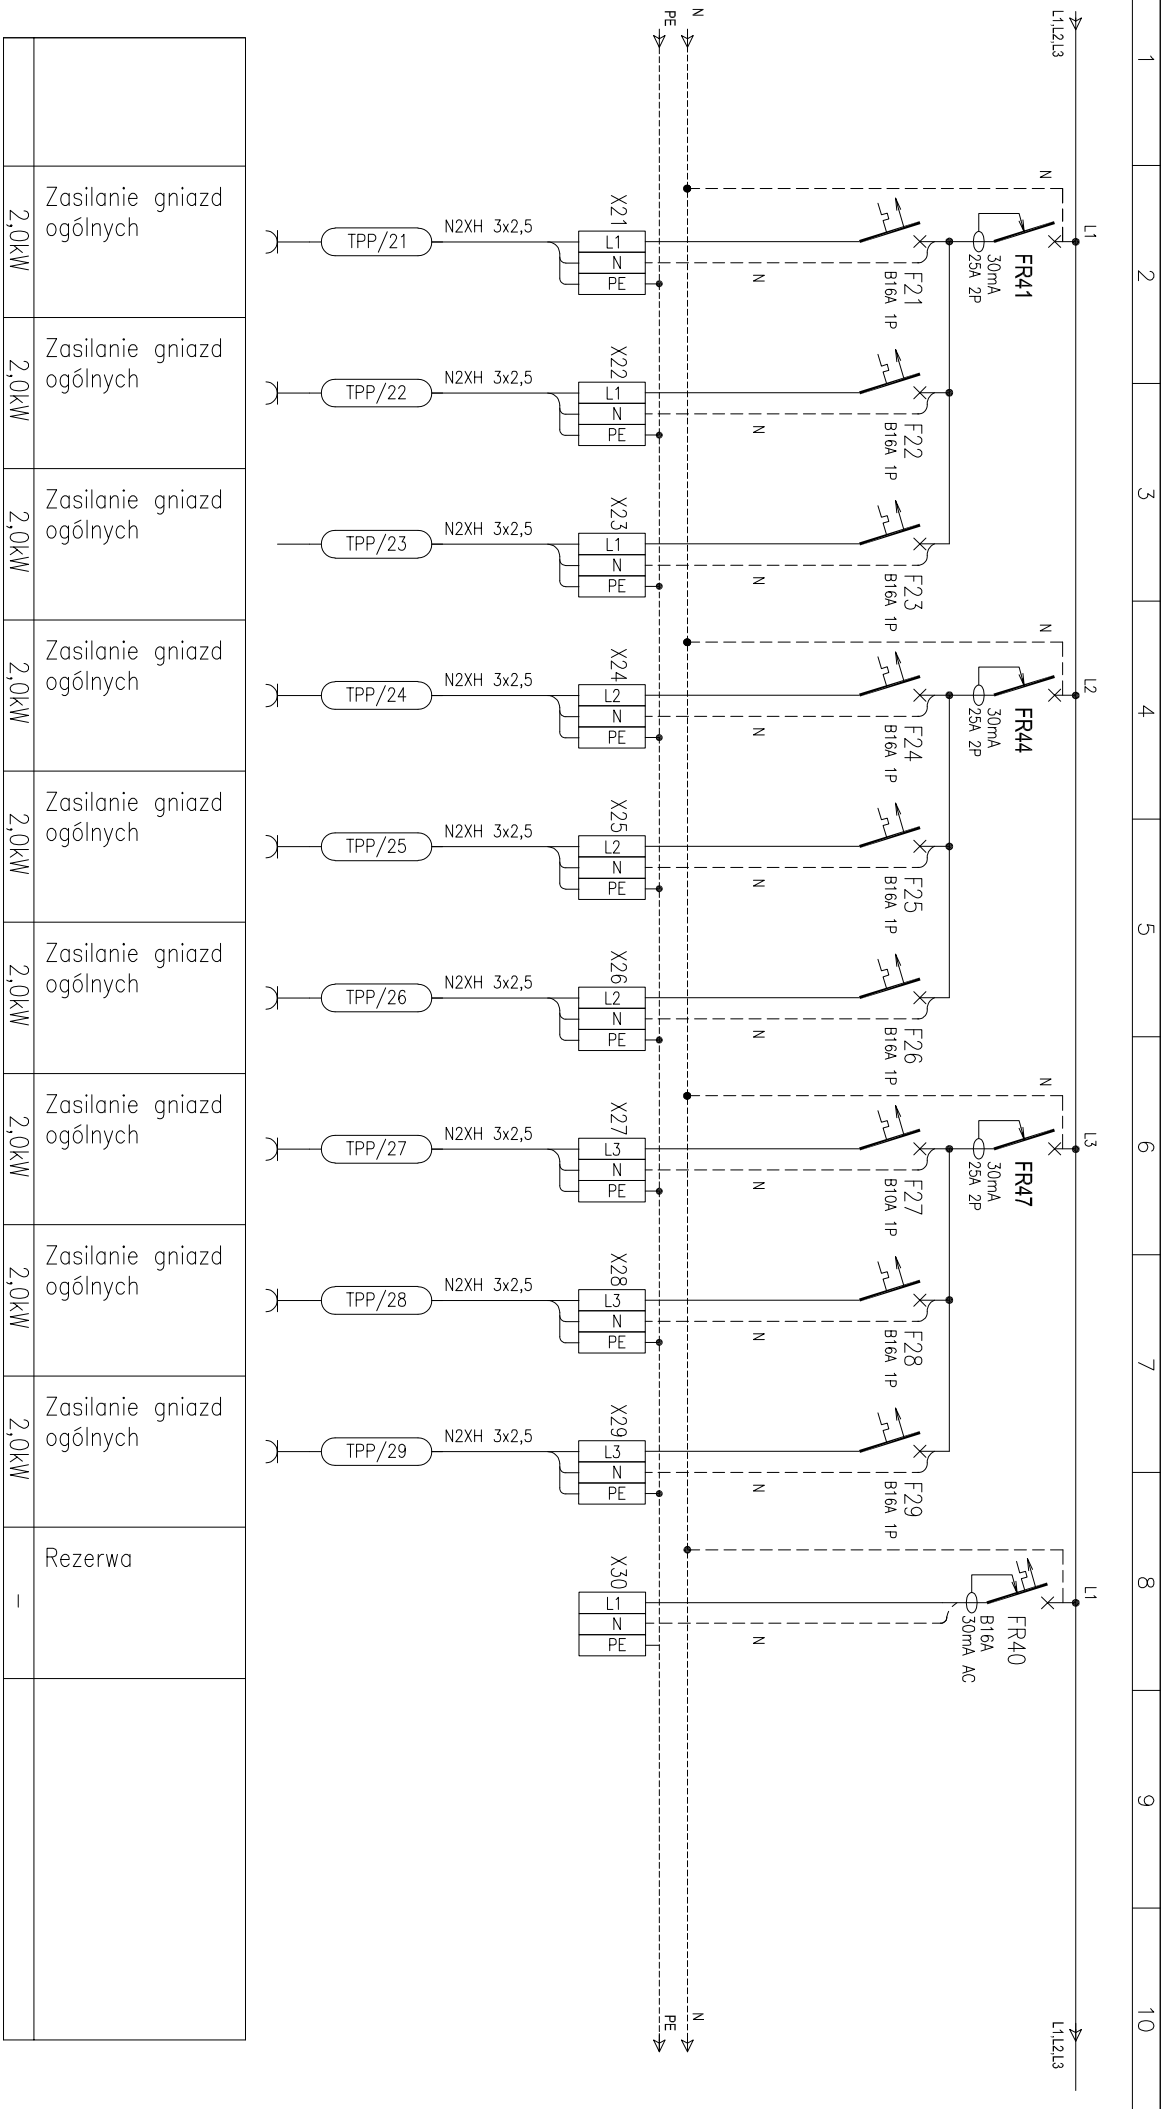 1
2
3
4
5
6
7
8
9
10
L1,L2,L3
L1,L2,L3
N
PE
N
PE
L1
N
FR41
30mA
25A 2P
F21
B16A 1P
N
X21
L1
N
PE
N2XH 3x2,5
TPP/21
Zasilanie gniazd
ogólnych
2,0kW
F22
B16A 1P
N
X22
L1
N
PE
N2XH 3x2,5
TPP/22
Zasilanie gniazd
ogólnych
2,0kW
F23
B16A 1P
N
X23
L1
N
PE
N2XH 3x2,5
TPP/23
Zasilanie gniazd
ogólnych
2,0kW
L2
N
FR44
30mA
25A 2P
F24
B16A 1P
N
X24
L2
N
PE
N2XH 3x2,5
TPP/24
Zasilanie gniazd
ogólnych
2,0kW
F25
B16A 1P
N
X25
L2
N
PE
N2XH 3x2,5
TPP/25
Zasilanie gniazd
ogólnych
2,0kW
F26
B16A 1P
N
X26
L2
N
PE
N2XH 3x2,5
TPP/26
Zasilanie gniazd
ogólnych
2,0kW
L3
N
FR47
30mA
25A 2P
F27
B10A 1P
N
X27
L3
N
PE
N2XH 3x2,5
TPP/27
Zasilanie gniazd
ogólnych
2,0kW
F28
B16A 1P
N
X28
L3
N
PE
N2XH 3x2,5
TPP/28
Zasilanie gniazd
ogólnych
2,0kW
F29
B16A 1P
N
X29
L3
N
PE
N2XH 3x2,5
TPP/29
Zasilanie gniazd
ogólnych
2,0kW
L1
FR40
B16A
30mA AC
N
X30
L1
N
PE
Rezerwa
–